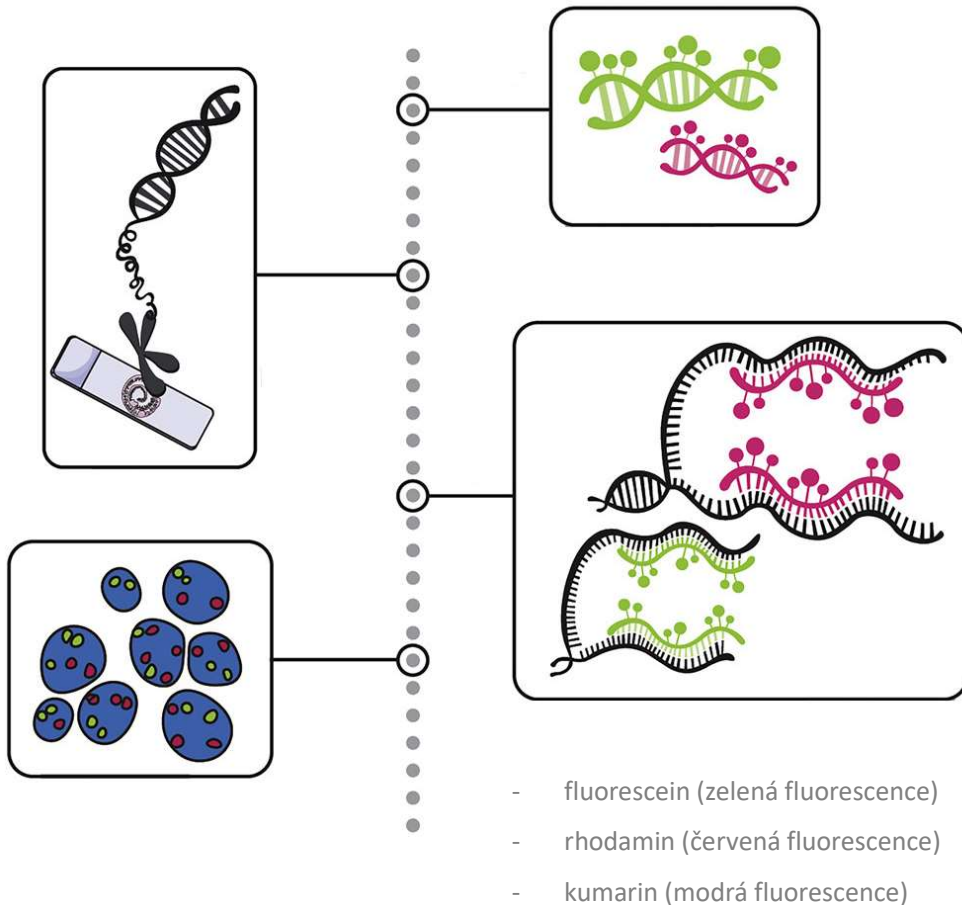 - fluorescein (zelená fluorescence)
- rhodamin (červená fluorescence)
- kumarin (modrá fluorescence)